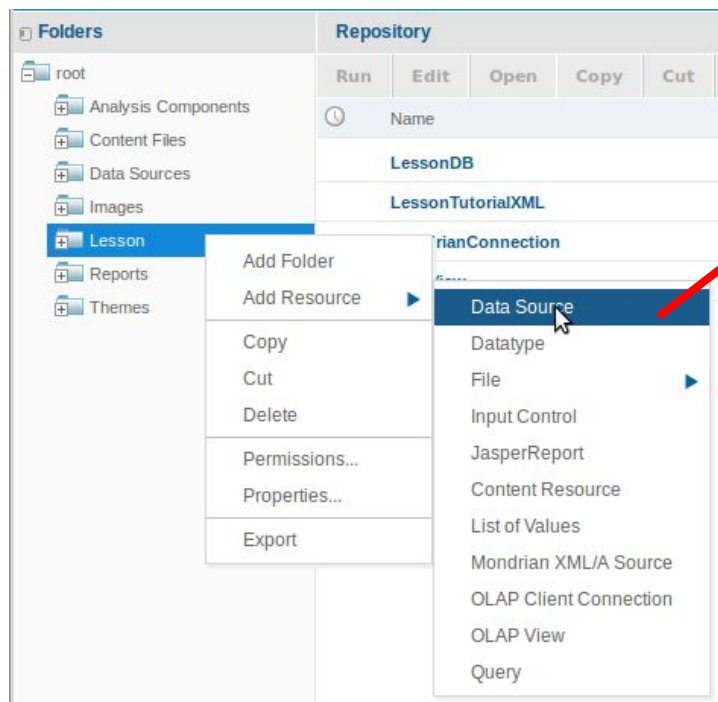 Folders
root
Analysis Components
Content Files
Data Sources
Images
Lesson
Reports
Themes
Repository
Run Edit Open Copy Cut
Name
LessonDB
LessonTutorialXML
rianConnection
Add Folder
Add Resource
Copy
Cut
Delete
Permissions...
Properties...
Export
Data Source
Datatype
File
Input Control
JasperReport
Content Resource
List of Values
Mondrian XML/A Source
OLAP Client Connection
OLAP View
Query